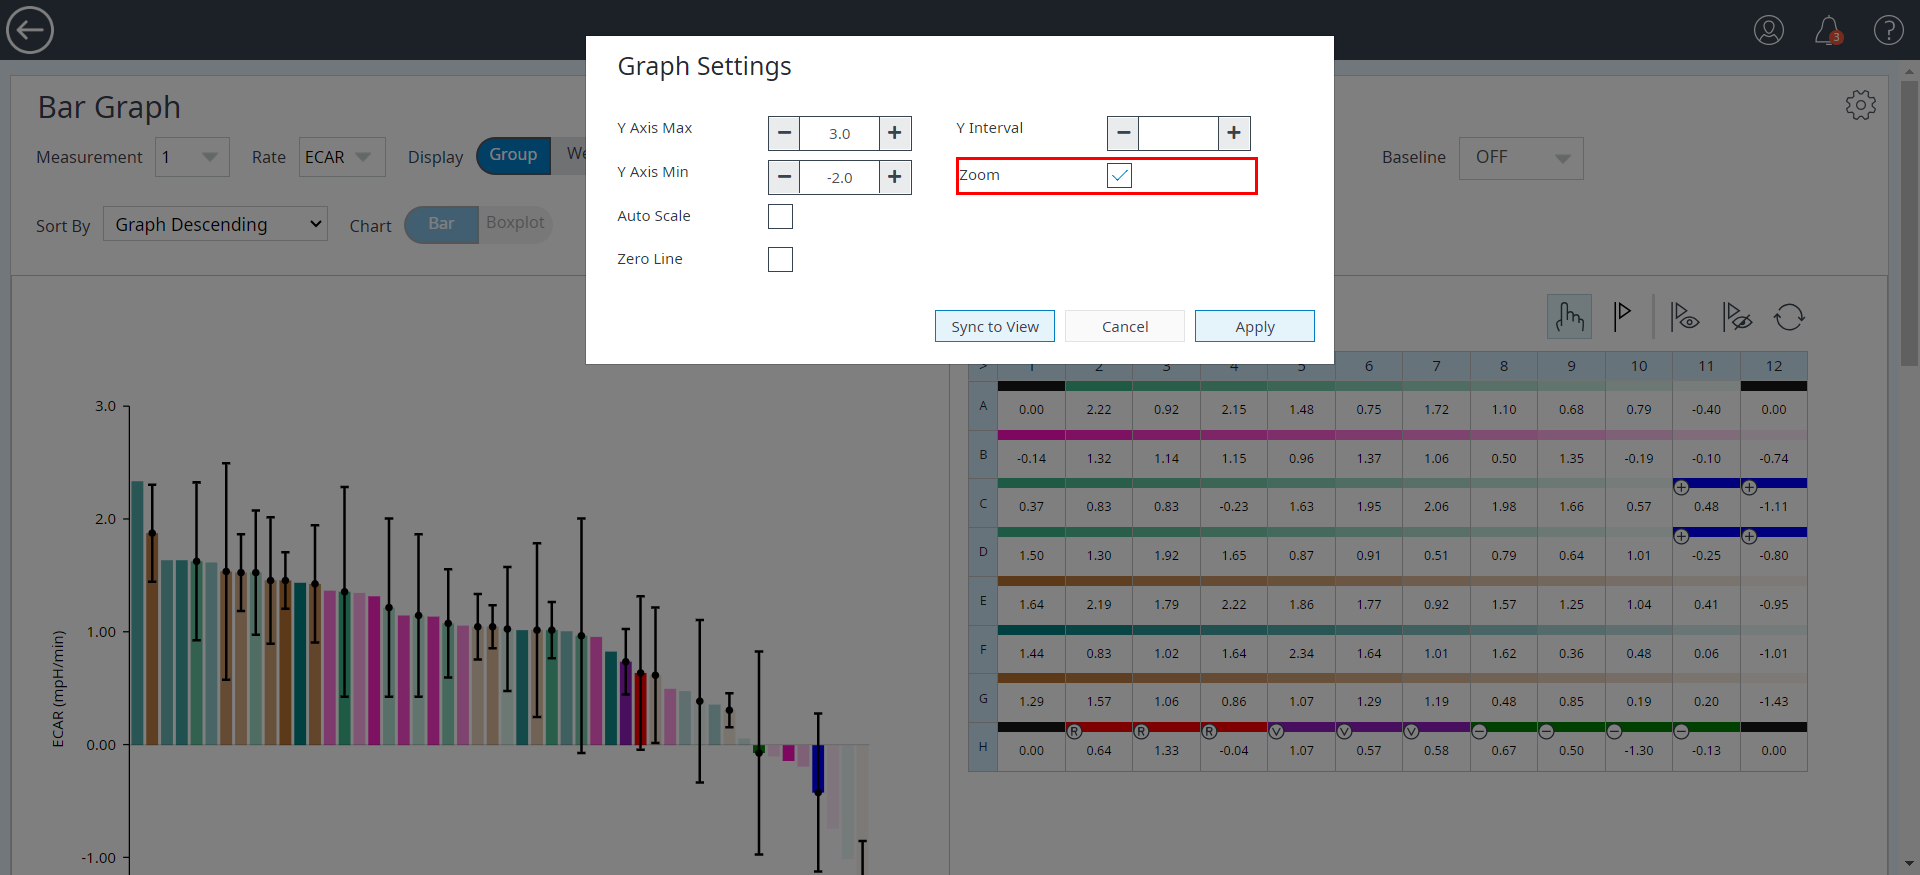 3
Graph Settings
Y Axis Max − 3.0 + Y Interval − +
Y Axis Min − -2.0 + Zoom
Auto Scale
Zero Line
Sync to View Cancel Apply
Bar Graph
Measurement 1 Rate ECAR Display Group We Baseline OFF
Sort By Graph Descending Chart Bar Boxplot
3.0
2.0
1.00
0.00
-1.00
ECAR (mpH/min)
> 1 2 3 4 5 6 7 8 9 10 11 12
A 0.00 2.22 0.92 2.15 1.48 0.75 1.72 1.10 0.68 0.79 -0.40 0.00
B -0.14 1.32 1.14 1.15 0.96 1.37 1.06 0.50 1.35 -0.19 -0.10 -0.74
+ +
C 0.37 0.83 0.83 -0.23 1.63 1.95 2.06 1.98 1.66 0.57 0.48 -1.11
+ +
D 1.50 1.30 1.92 1.65 0.87 0.91 0.51 0.79 0.64 1.01 -0.25 -0.80
E 1.64 2.19 1.79 2.22 1.86 1.77 0.92 1.57 1.25 1.04 0.41 -0.95
F 1.44 0.83 1.02 1.64 2.34 1.64 1.01 1.62 0.36 0.48 0.06 -1.01
G 1.29 1.57 1.06 0.86 1.07 1.29 1.19 0.48 0.85 0.19 0.20 -1.43
R R R V V V − − − −
H 0.00 0.64 1.33 -0.04 1.07 0.57 0.58 0.67 0.50 -1.30 -0.13 0.00